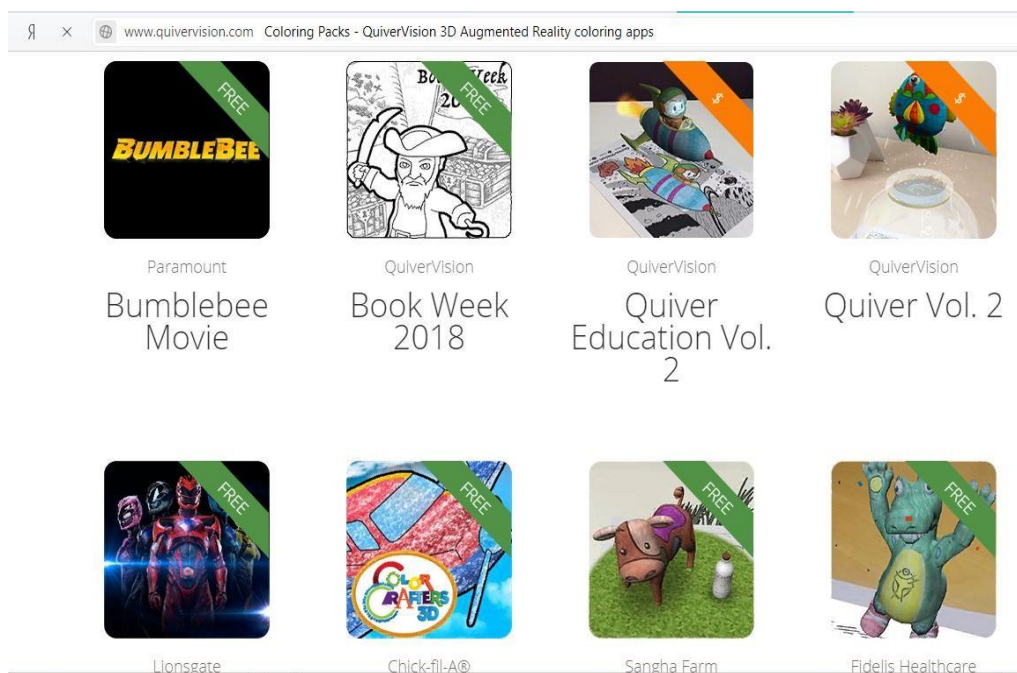 Я × www.quivervision.com Coloring Packs - QuiverVision 3D Augmented Reality coloring apps
FREE
BUMBLEBEE
Paramount
Bumblebee
Movie
FREE
Book Week
QuiverVision
Book Week
2018
$
QuiverVision
Quiver
Education Vol.
2
$
QuiverVision
Quiver Vol. 2
FREE
Lionsgate
FREE
COLOR
CRAFTERS
3D
Chick-fil-A®
FREE
Sangha Farm
FREE
Fidelis Healthcare